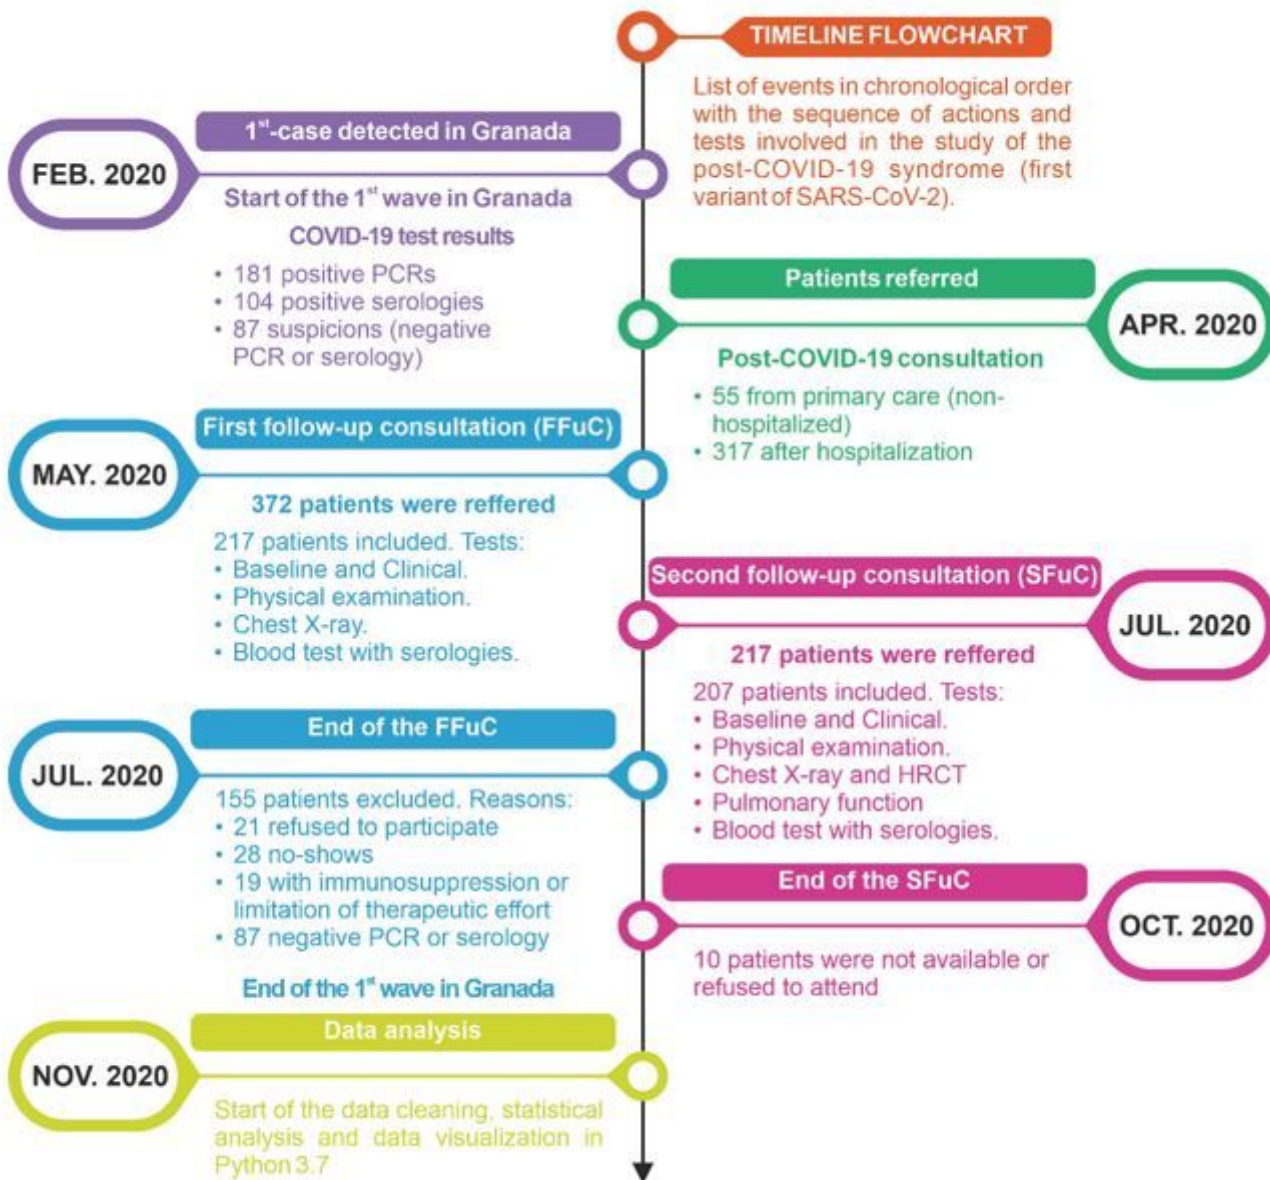 TIMELINE FLOWCHART
List of events in chronological order
with the sequence of actions and
tests involved in the study of the
post-COVID-19 syndrome (first
variant of SARS-CoV-2).
FEB. 2020
1st-case detected in Granada
Start of the 1st wave in Granada
COVID-19 test results
• 181 positive PCRs
• 104 positive serologies
• 87 suspicions (negative
PCR or serology)
APR. 2020
Patients referred
Post-COVID-19 consultation
• 55 from primary care (non-
hospitalized)
• 317 after hospitalization
MAY. 2020
First follow-up consultation (FFuC)
372 patients were reffered
217 patients included. Tests:
• Baseline and Clinical.
• Physical examination.
• Chest X-ray.
• Blood test with serologies.
JUL. 2020
Second follow-up consultation (SFuC)
217 patients were reffered
207 patients included. Tests:
• Baseline and Clinical.
• Physical examination.
• Chest X-ray and HRCT
• Pulmonary function
• Blood test with serologies.
JUL. 2020
End of the FFuC
155 patients excluded. Reasons:
• 21 refused to participate
• 28 no-shows
• 19 with immunosuppression or
limitation of therapeutic effort
• 87 negative PCR or serology
End of the 1st wave in Granada
OCT. 2020
End of the SFuC
10 patients were not available or
refused to attend
NOV. 2020
Data analysis
Start of the data cleaning, statistical
analysis and data visualization in
Python 3.7